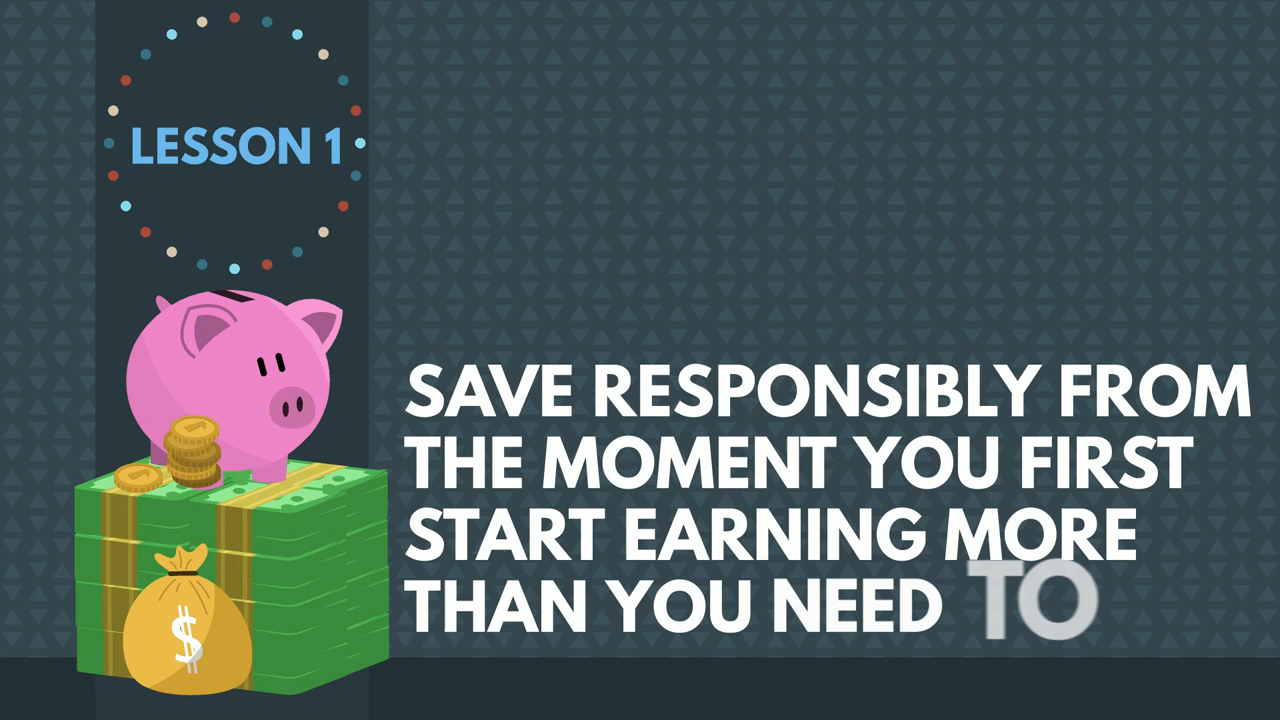 LESSON 1
SAVE RESPONSIBLY FROM
THE MOMENT YOU FIRST
START EARNING MORE
THAN YOU NEED TO
$